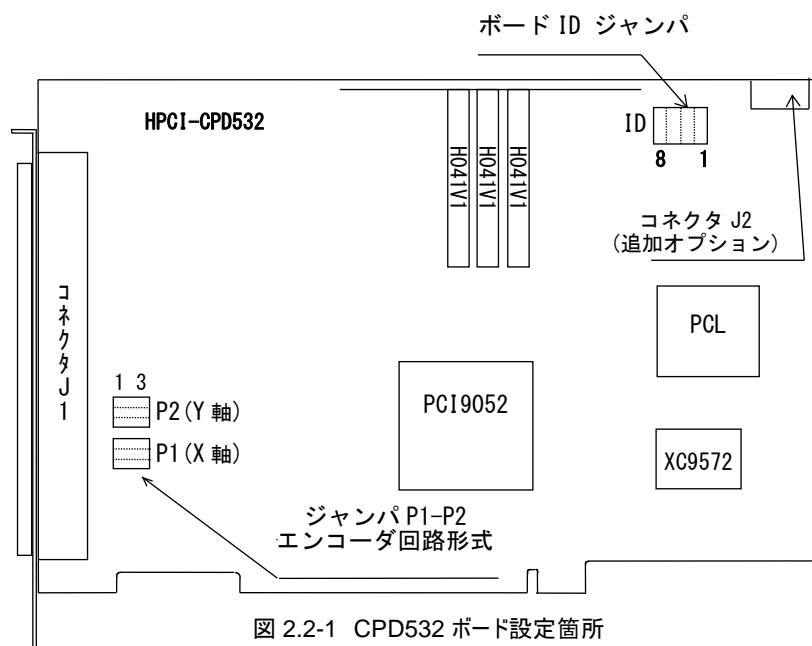 ボード ID ジャンパ
HPCI-CPD532
H041V1
H041V1
H041V1
ID
8 1
コネクタ J2
(追加オプション)
コネクタJ1
PCL
1 3
P2(Y 軸)
PCI9052
P1(X 軸)
XC9572
ジャンパ P1-P2
エンコーダ回路形式
図 2.2-1 CPD532 ボード設定箇所